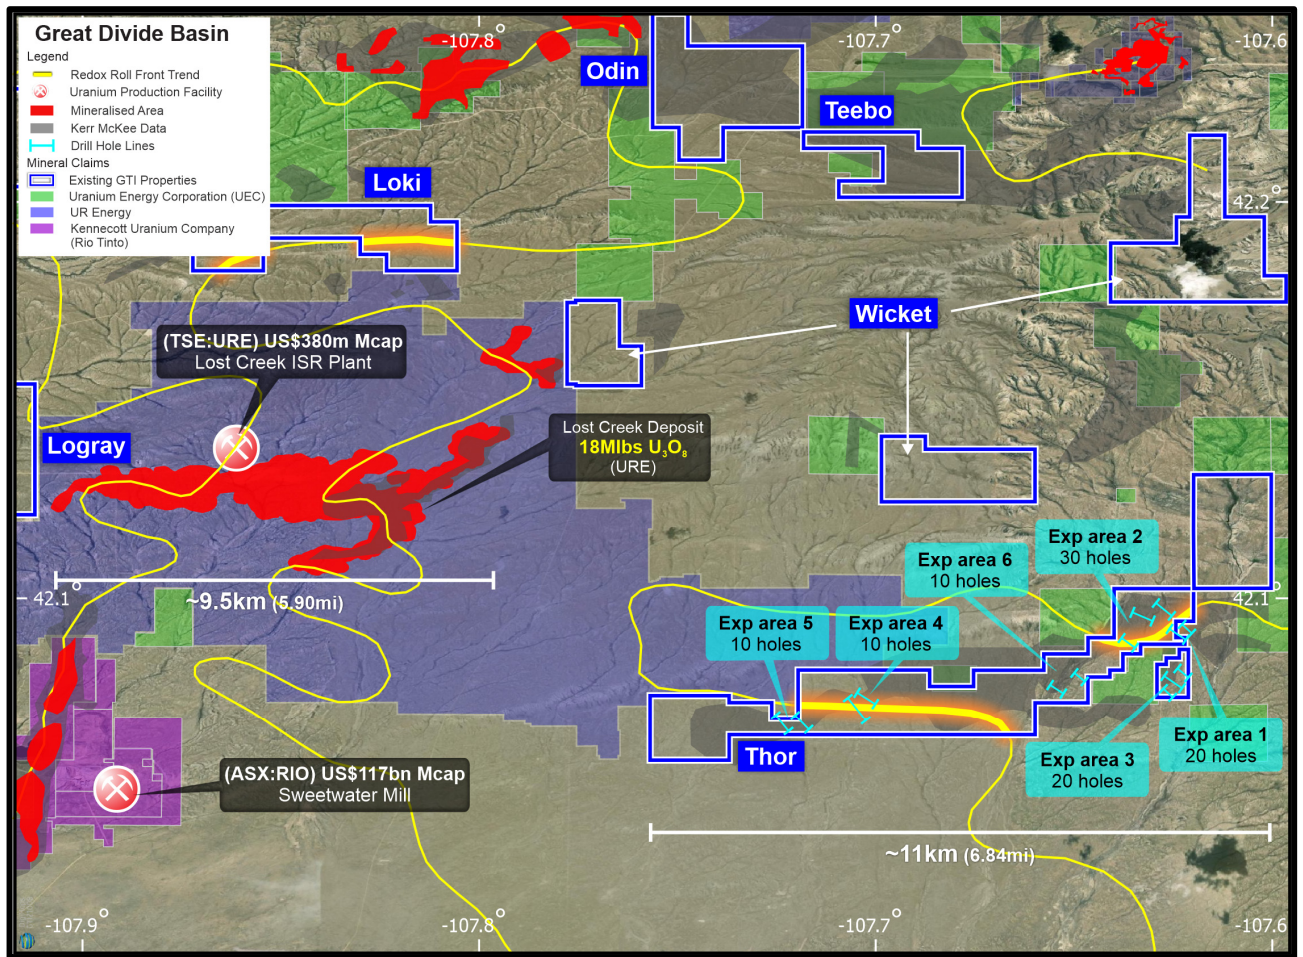 Great Divide Basin
Legend
Redox Roll Front Trend
Uranium Production Facility
Mineralised Area
Kerr McKee Data
Drill Hole Lines
Mineral Claims
Existing GTI Properties
Uranium Energy Corporation (UEC)
UR Energy
Kennecott Uranium Company
(Rio Tinto)
-107.8°
-107.7°
-107.6
Odin
Teebo
Loki
42.2°
Wicket
(TSE:URE) US$380m Mcap
Lost Creek ISR Plant
Logray
Lost Creek Deposit
18Mlbs U₃O₈
(URE)
Exp area 2
30 holes
Exp area 6
10 holes
42.1°
~9.5km (5.90mi)
42.1°
Exp area 5
10 holes
Exp area 4
10 holes
Thor
Exp area 1
20 holes
Exp area 3
20 holes
(ASX:RIO) US$117bn Mcap
Sweetwater Mill
~11km (6.84mi)
-107.9°
-107.8°
-107.7°
-107.6